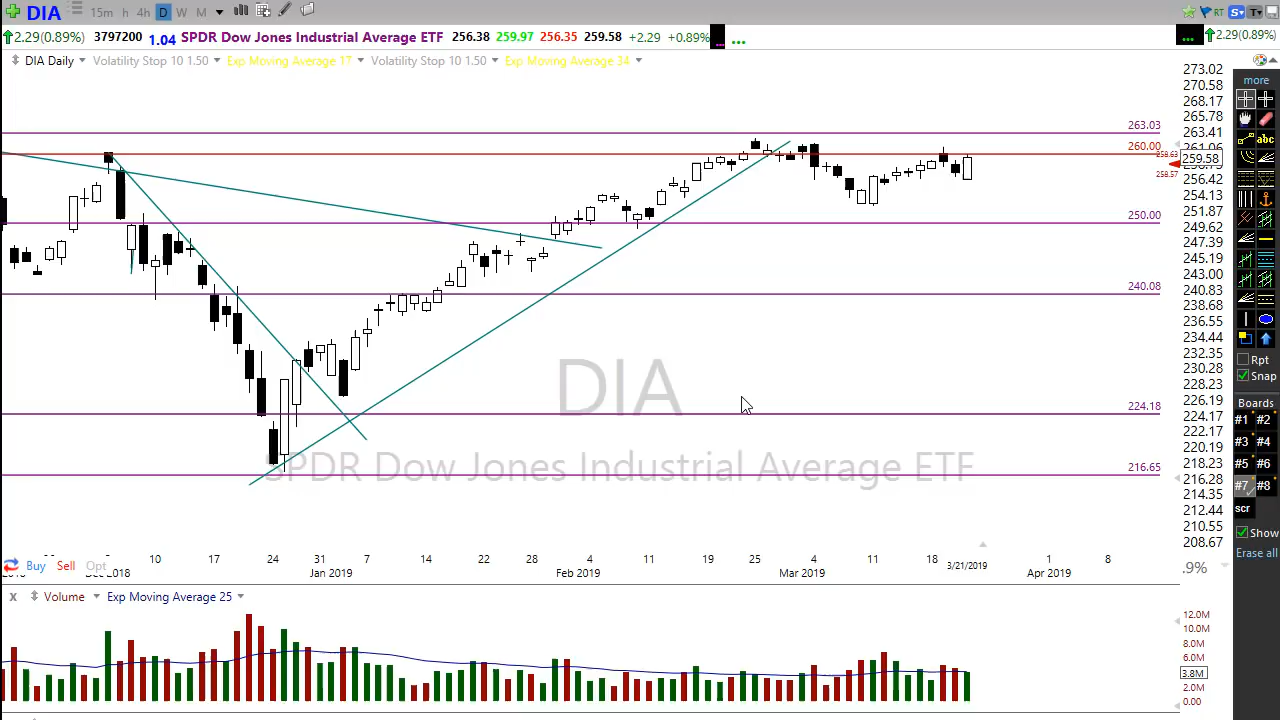 DIA 15m h 4h D W M RT S T
2.29(0.89%) 3797200 1.04 SPDR Dow Jones Industrial Average ETF 256.38 259.97 256.35 259.58 +2.29 +0.89% ... ... ... 2.29(0.89%)
DIA Daily Volatility Stop 10 1.50 Exp Moving Average 17 Volatility Stop 10 1.50 Exp Moving Average 34
273.02
more
270.58
268.17
abc
265.78
263.03
263.41
260.00
258.63
259.58
258.57
256.42
254.13
250.00
251.87
249.62
247.39
245.19
243.00
240.08
240.83
238.68
236.55
234.44
232.35
Rpt
230.28
Snap
228.23
DIA
226.19
Boards
224.18
224.17
#1 #2
222.17
#3 #4
220.19
SPDR Dow Jones Industrial Average ETF
218.23
#5 #6
216.65
216.28
#7 #8
214.35
scr
212.44
210.55
Show
208.67
Erase all
10 17 24 31 7 14 22 28 4 11 19 25 4 11 18 1 8
Buy Sell Opt
3/21/2019
.9%
Dec 2018 Jan 2019 Feb 2019 Mar 2019 Apr 2019
x Volume Exp Moving Average 25
12.0M
10.0M
8.0M
6.0M
3.8M
2.0M
0.00